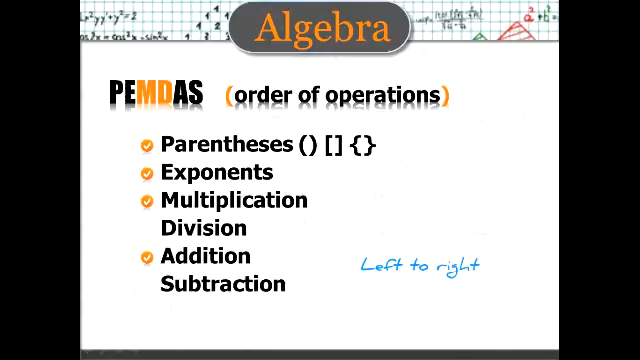 Algebra
PEMDAS (order of operations)
Parentheses () [] {}
Exponents
Multiplication
Division
Addition
Left to right
Subtraction